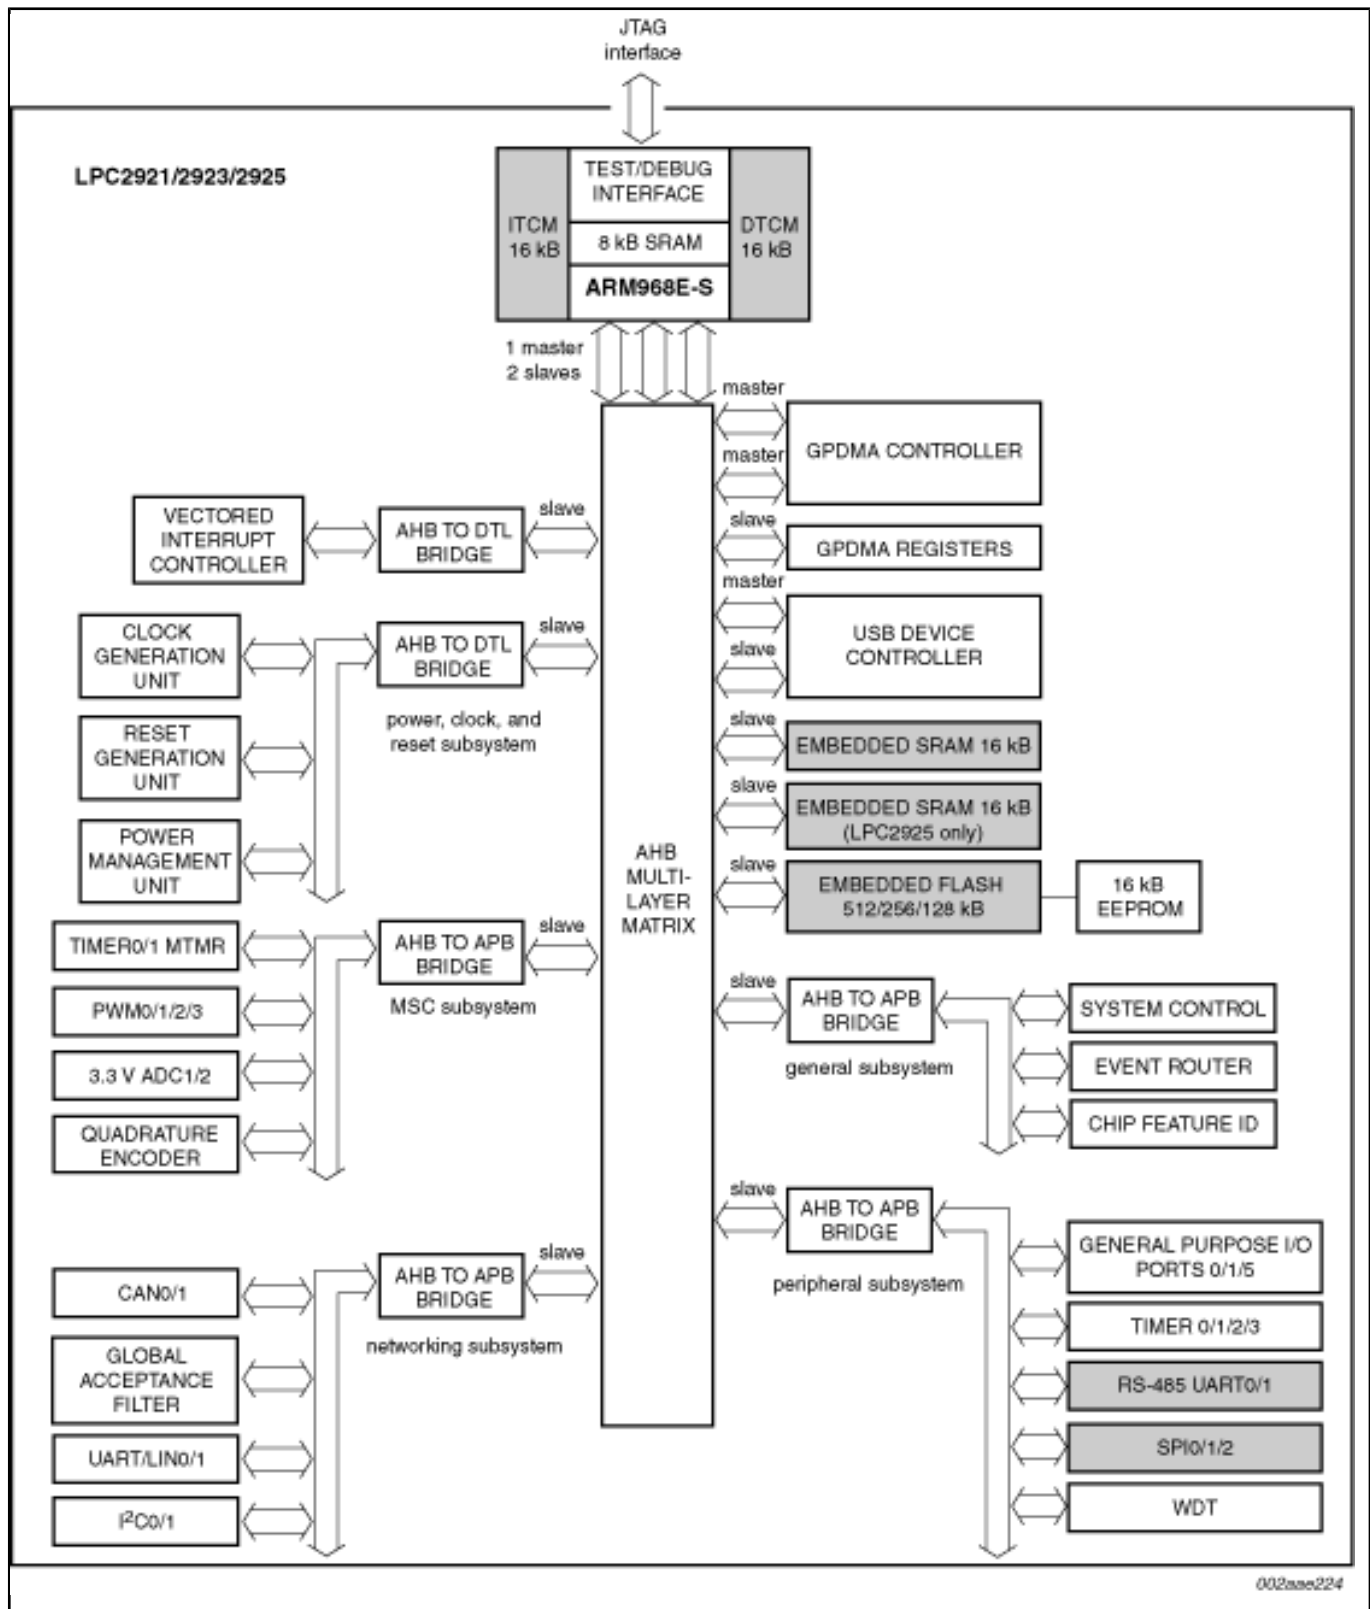 JTAG
interface
LPC2921/2923/2925
ITCM
16 kB
TEST/DEBUG
INTERFACE
8 kB SRAM
ARM968E-S
DTCM
16 kB
1 master
2 slaves
master
GPDMA CONTROLLER
master
slave
GPDMA REGISTERS
master
USB DEVICE
CONTROLLER
slave
slave
EMBEDDED SRAM 16 kB
slave
EMBEDDED SRAM 16 kB
(LPC2925 only)
slave
EMBEDDED FLASH
512/256/128 kB
16 kB
EEPROM
AHB
MULTI-
LAYER
MATRIX
VECTORED
INTERRUPT
CONTROLLER
AHB TO DTL
BRIDGE
slave
CLOCK
GENERATION
UNIT
AHB TO DTL
BRIDGE
slave
power, clock, and
reset subsystem
RESET
GENERATION
UNIT
POWER
MANAGEMENT
UNIT
TIMER0/1 MTMR
AHB TO APB
BRIDGE
slave
MSC subsystem
PWM0/1/2/3
3.3 V ADC1/2
QUADRATURE
ENCODER
slave
AHB TO APB
BRIDGE
general subsystem
SYSTEM CONTROL
EVENT ROUTER
CHIP FEATURE ID
slave
AHB TO APB
BRIDGE
peripheral subsystem
GENERAL PURPOSE I/O
PORTS 0/1/5
TIMER 0/1/2/3
RS-485 UART0/1
SPI0/1/2
WDT
CAN0/1
AHB TO APB
BRIDGE
slave
networking subsystem
GLOBAL
ACCEPTANCE
FILTER
UART/LIN0/1
I²C0/1
002aae224